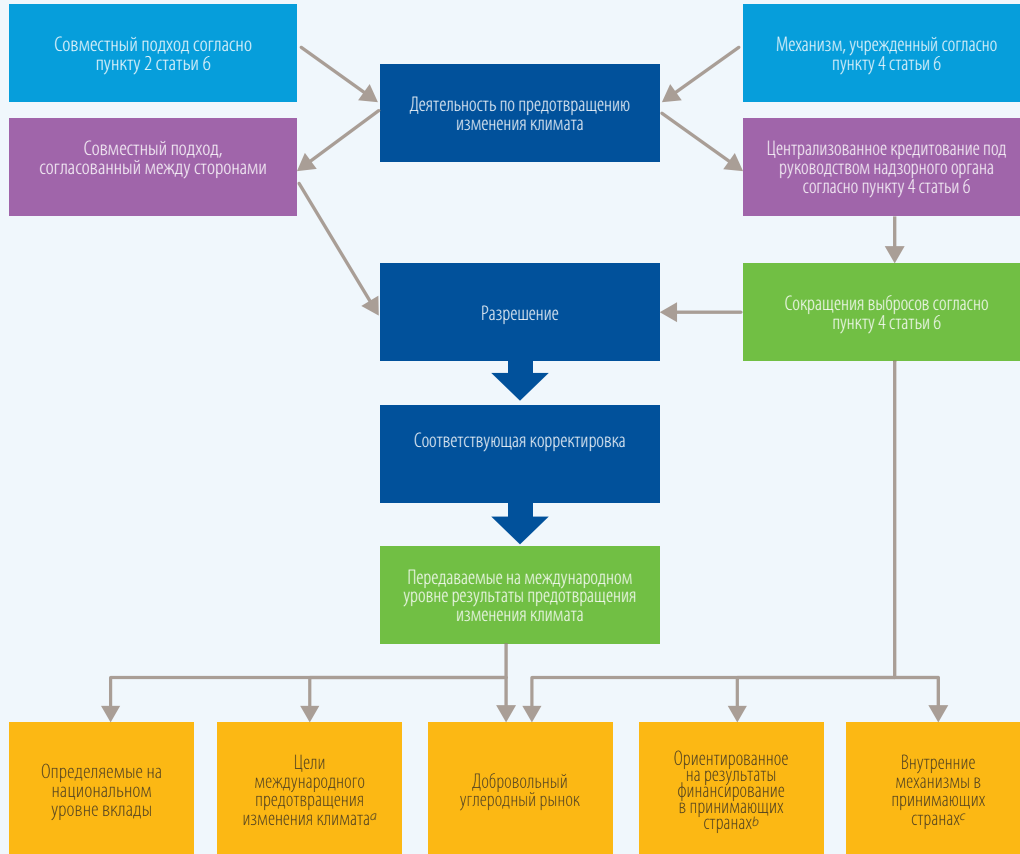 Совместный подход согласно
пункту 2 статьи 6
Механизм, учрежденный согласно
пункту 4 статьи 6
Деятельность по предотвращению
изменения климата
Совместный подход,
согласованный между сторонами
Централизованное кредитование под
руководством надзорного органа
согласно пункту 4 статьи 6
Разрешение
Сокращения выбросов согласно
пункту 4 статьи 6
Соответствующая корректировка
Передаваемые на международном
уровне результаты предотвращения
изменения климата
Определяемые на
национальном
уровне вклады
Цели
международного
предотвращения
изменения климатаᵃ
Добровольный
углеродный рынок
Ориентированное
на результаты
финансирование
в принимающих
странахᵇ
Внутренние
механизмы в
принимающих
странахᶜ